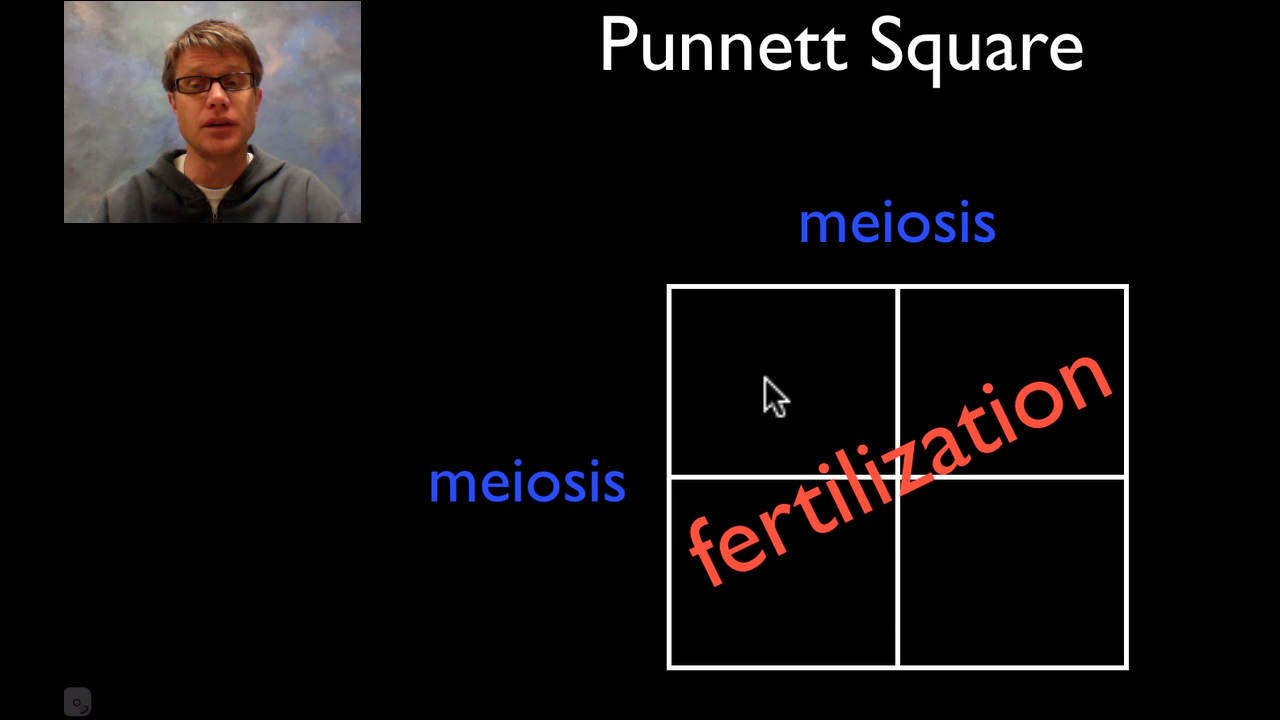 Punnett Square
meiosis
meiosis
fertilization